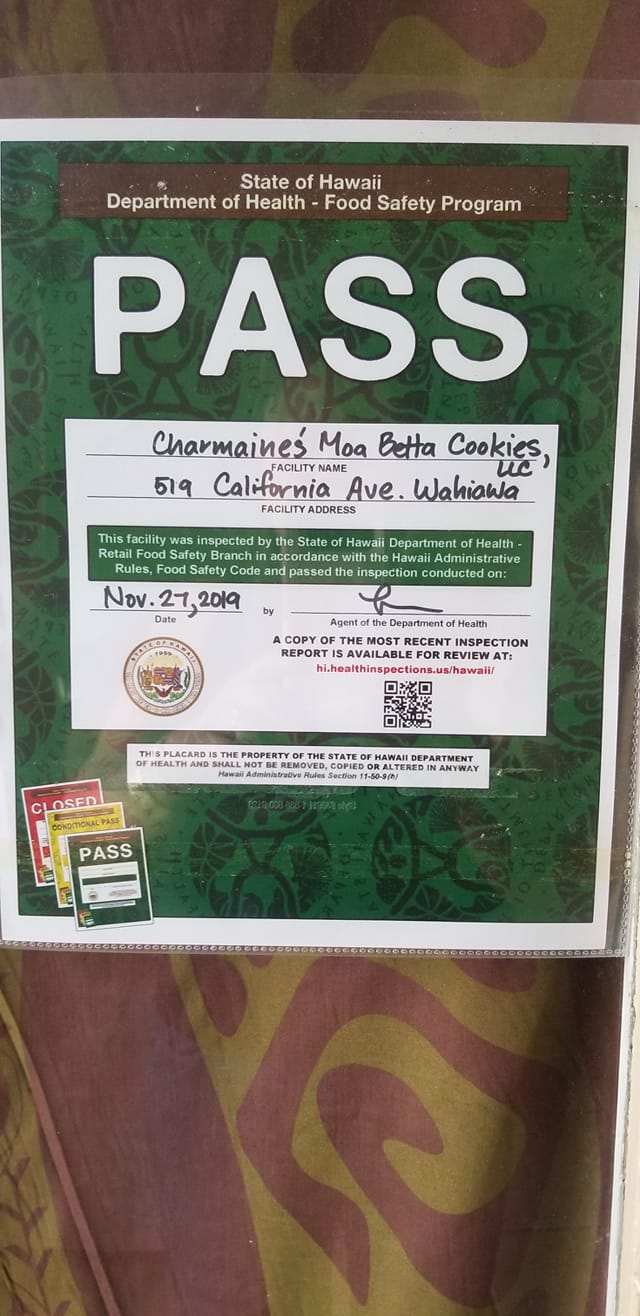 State of Hawaii
Department of Health - Food Safety Program
PASS
Charmaine's Moa Betta Cookies,
LLC
FACILITY NAME
519 California Ave. Wahiawa
FACILITY ADDRESS
This facility was inspected by the State of Hawaii Department of Health -
Retail Food Safety Branch in accordance with the Hawaii Administrative
Rules, Food Safety Code and passed the inspection conducted on:
Nov. 27, 2019 by
Date Agent of the Department of Health
STATE OF HAWAII
1959
A COPY OF THE MOST RECENT INSPECTION
REPORT IS AVAILABLE FOR REVIEW AT:
hi.healthinspections.us/hawaii/
THIS PLACARD IS THE PROPERTY OF THE STATE OF HAWAII DEPARTMENT
OF HEALTH AND SHALL NOT BE REMOVED, COPIED OR ALTERED IN ANYWAY
Hawaii Administrative Rules Section 11-50-9(h)
CLOSED
CONDITIONAL PASS
PASS